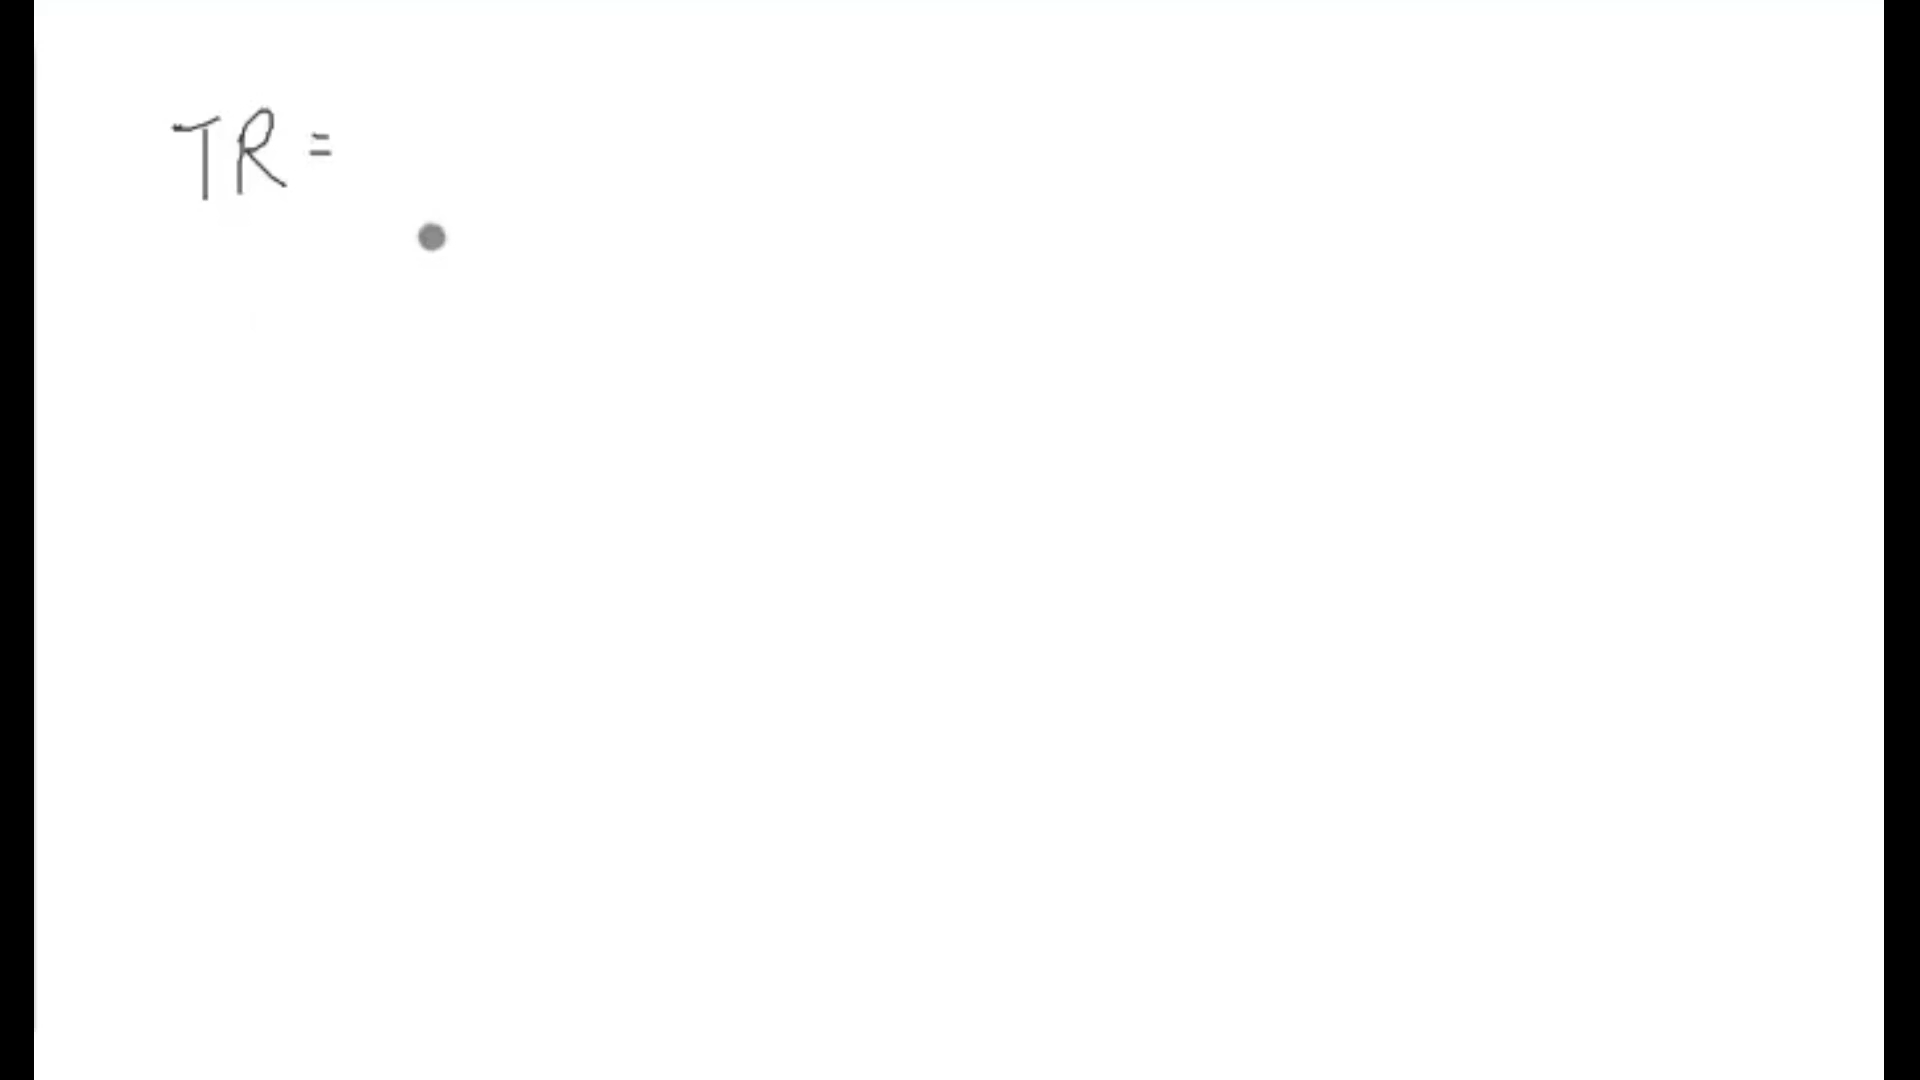 TR =